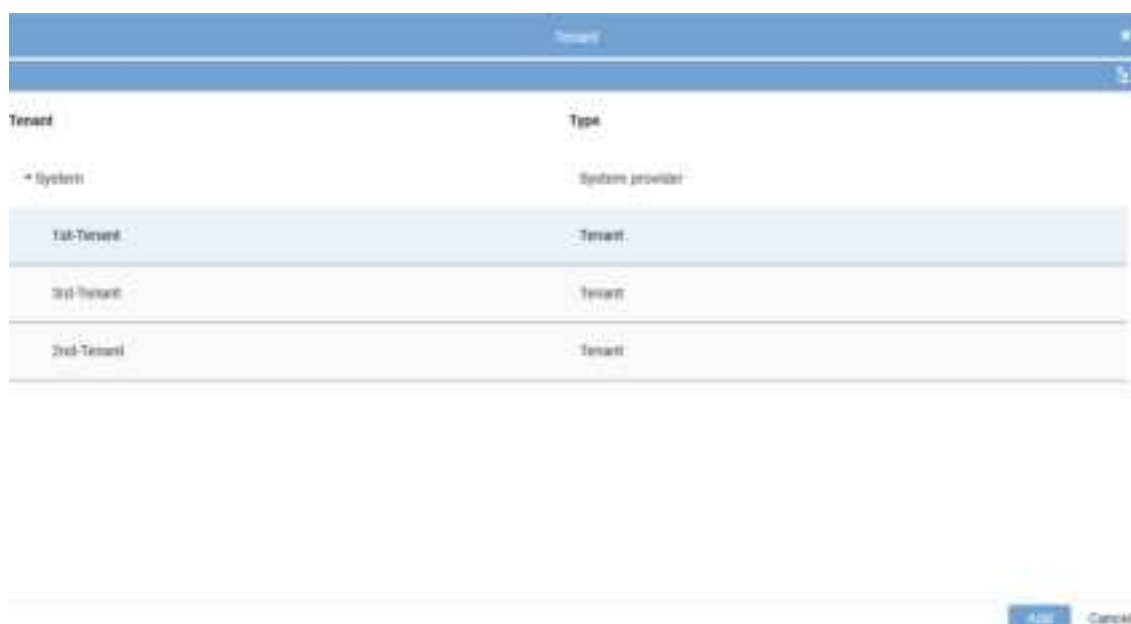 Tenant
Tenant Type
System System provider
1st-Tenant Tenant
3rd-Tenant Tenant
2nd-Tenant Tenant
Add Cancel